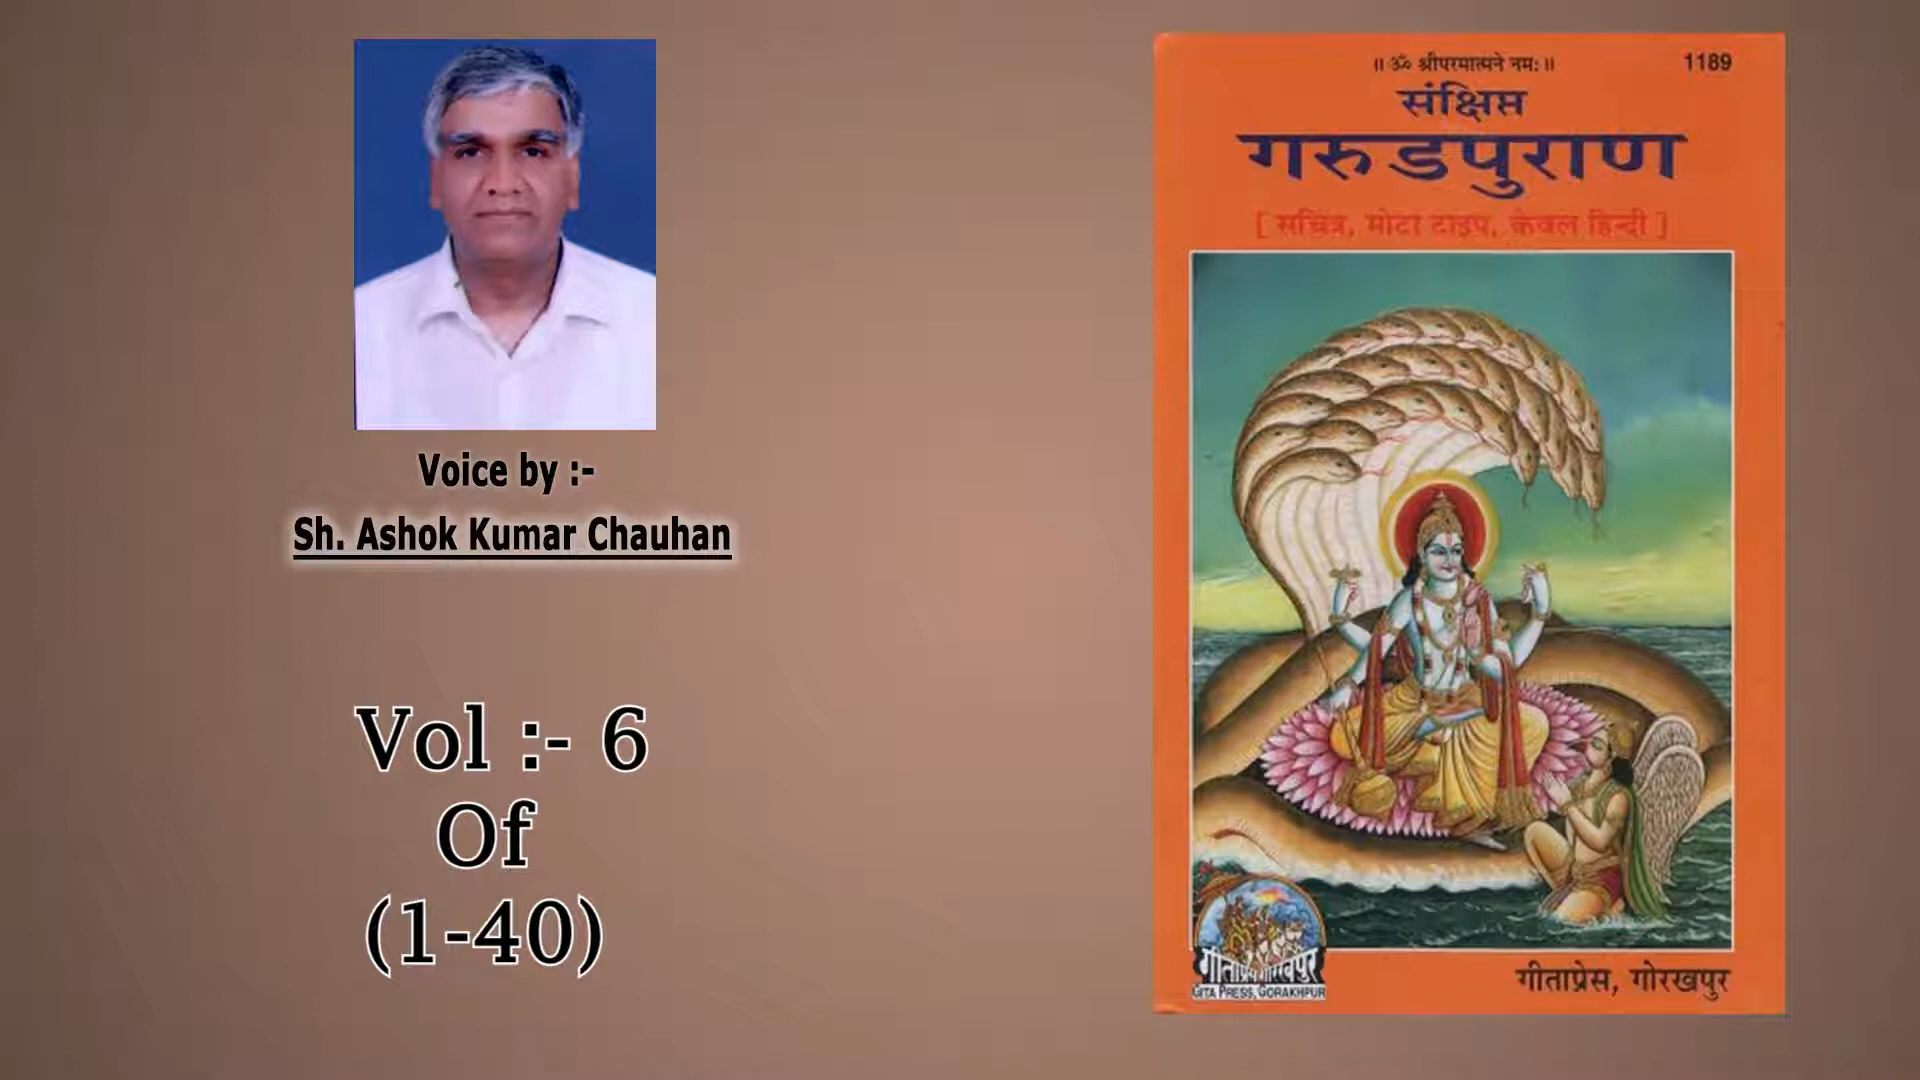 Voice by :-
Sh. Ashok Kumar Chauhan
Vol :- 6
Of
(1-40)
॥ ॐ श्रीपरमात्मने नमः ॥
1189
संक्षिप्त
गरुडपुराण
[ सचित्र, मोटा टाइप, केवल हिन्दी ]
गीताप्रेस गोरखपुर
GITA PRESS, GORAKHPUR
गीताप्रेस, गोरखपुर